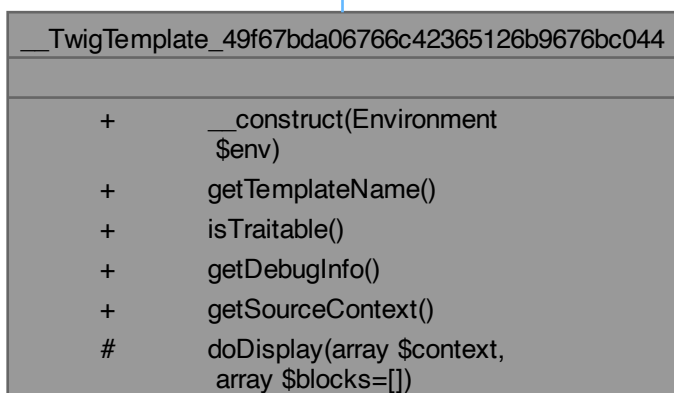 __TwigTemplate_49f67bda06766c42365126b9676bc044
+ __construct(Environment
$env)
+ getTemplateName()
+ isTraitable()
+ getDebugInfo()
+ getSourceContext()
# doDisplay(array $context,
array $blocks=[])